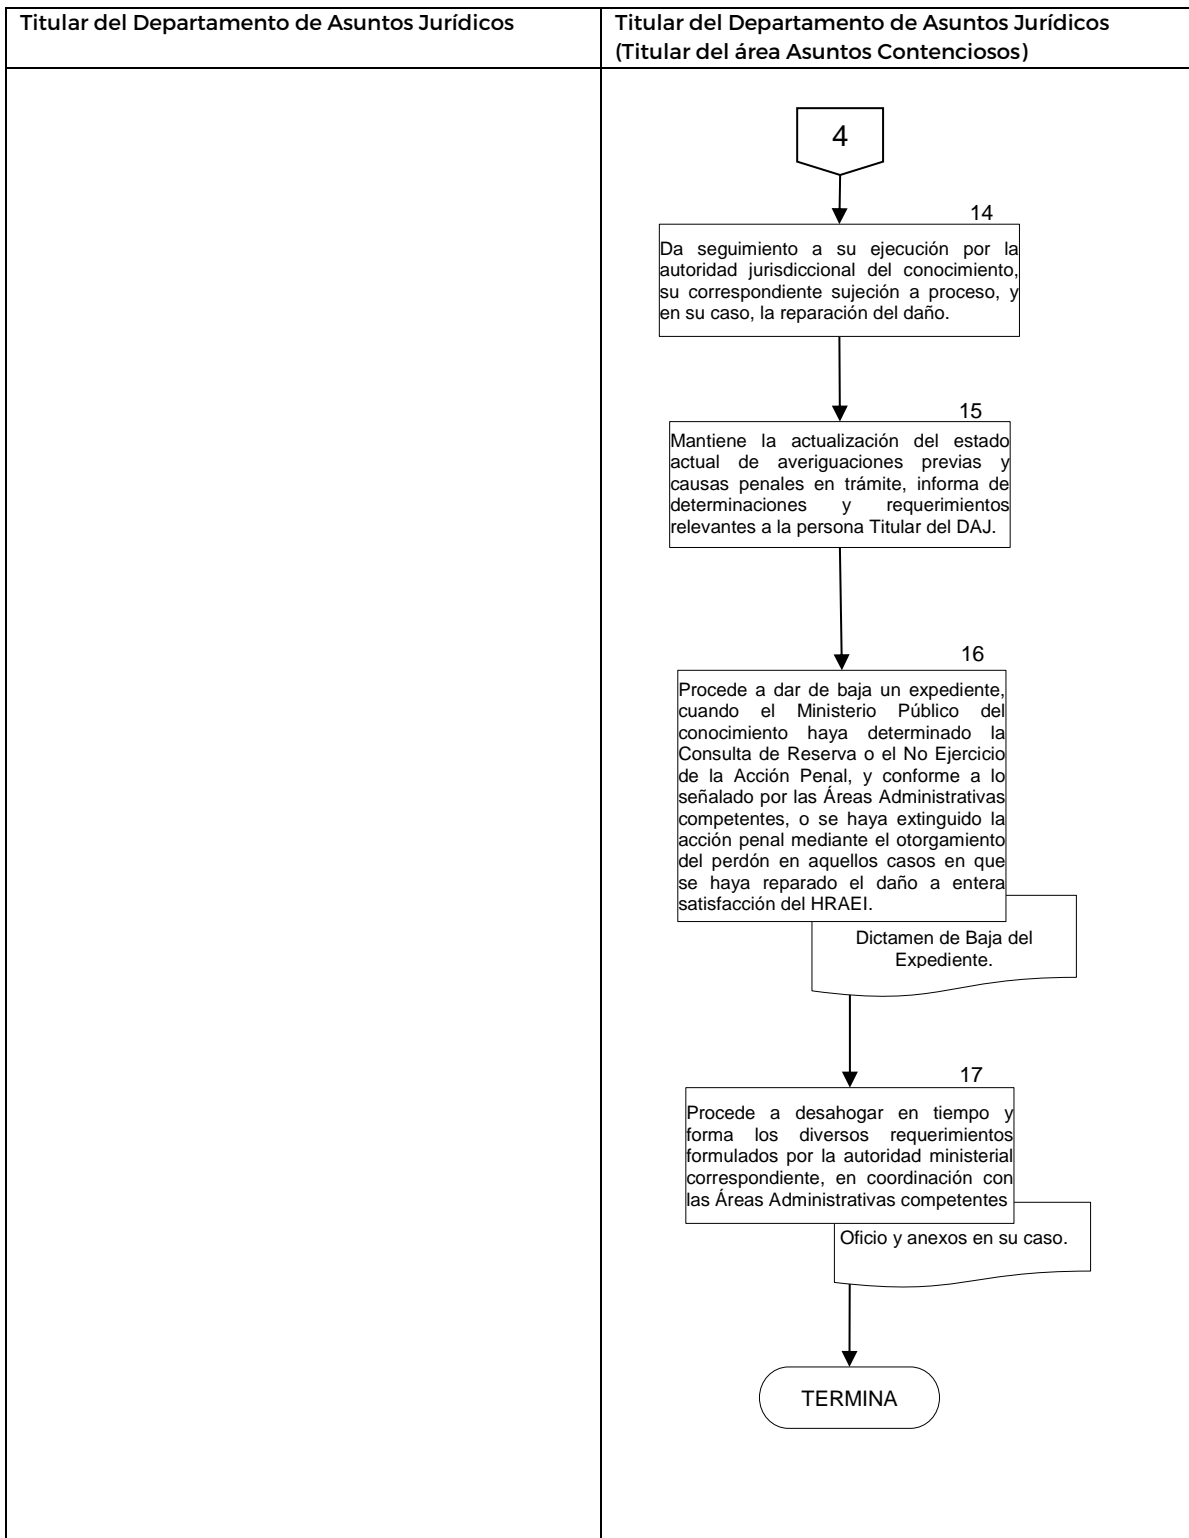 Titular del Departamento de Asuntos Jurídicos
Titular del Departamento de Asuntos Jurídicos
(Titular del área Asuntos Contenciosos)
4
14
Da seguimiento a su ejecución por la
autoridad jurisdiccional del conocimiento,
su correspondiente sujeción a proceso, y
en su caso, la reparación del daño.
15
Mantiene la actualización del estado
actual de averiguaciones previas y
causas penales en trámite, informa de
determinaciones y requerimientos
relevantes a la persona Titular del DAJ.
16
Procede a dar de baja un expediente,
cuando el Ministerio Público del
conocimiento haya determinado la
Consulta de Reserva o el No Ejercicio
de la Acción Penal, y conforme a lo
señalado por las Áreas Administrativas
competentes, o se haya extinguido la
acción penal mediante el otorgamiento
del perdón en aquellos casos en que
se haya reparado el daño a entera
satisfacción del HRAEI.
Dictamen de Baja del
Expediente.
17
Procede a desahogar en tiempo y
forma los diversos requerimientos
formulados por la autoridad ministerial
correspondiente, en coordinación con
las Áreas Administrativas competentes
Oficio y anexos en su caso.
TERMINA